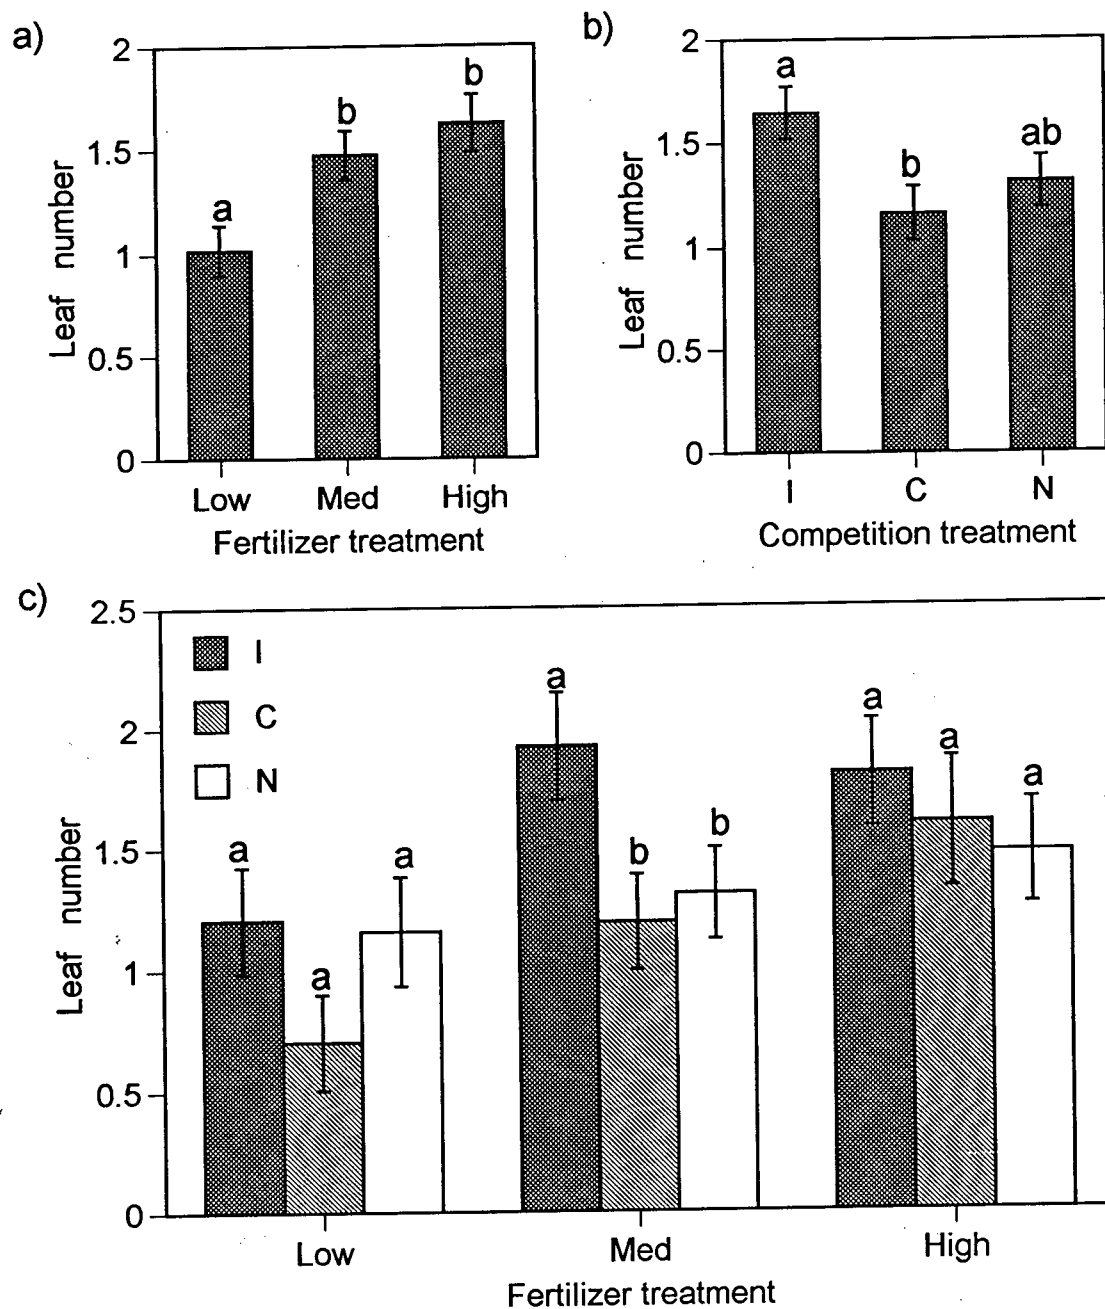 a)
2
1.5
1
0.5
0
Leaf number
a
b
b
Low Med High
Fertilizer treatment
b)
2
1.5
1
0.5
0
Leaf number
a
b
ab
I C N
Competition treatment
c)
2.5
2
1.5
1
0.5
0
Leaf number
I
C
N
a
a
a
a
b
b
a
a
a
Low Med High
Fertilizer treatment